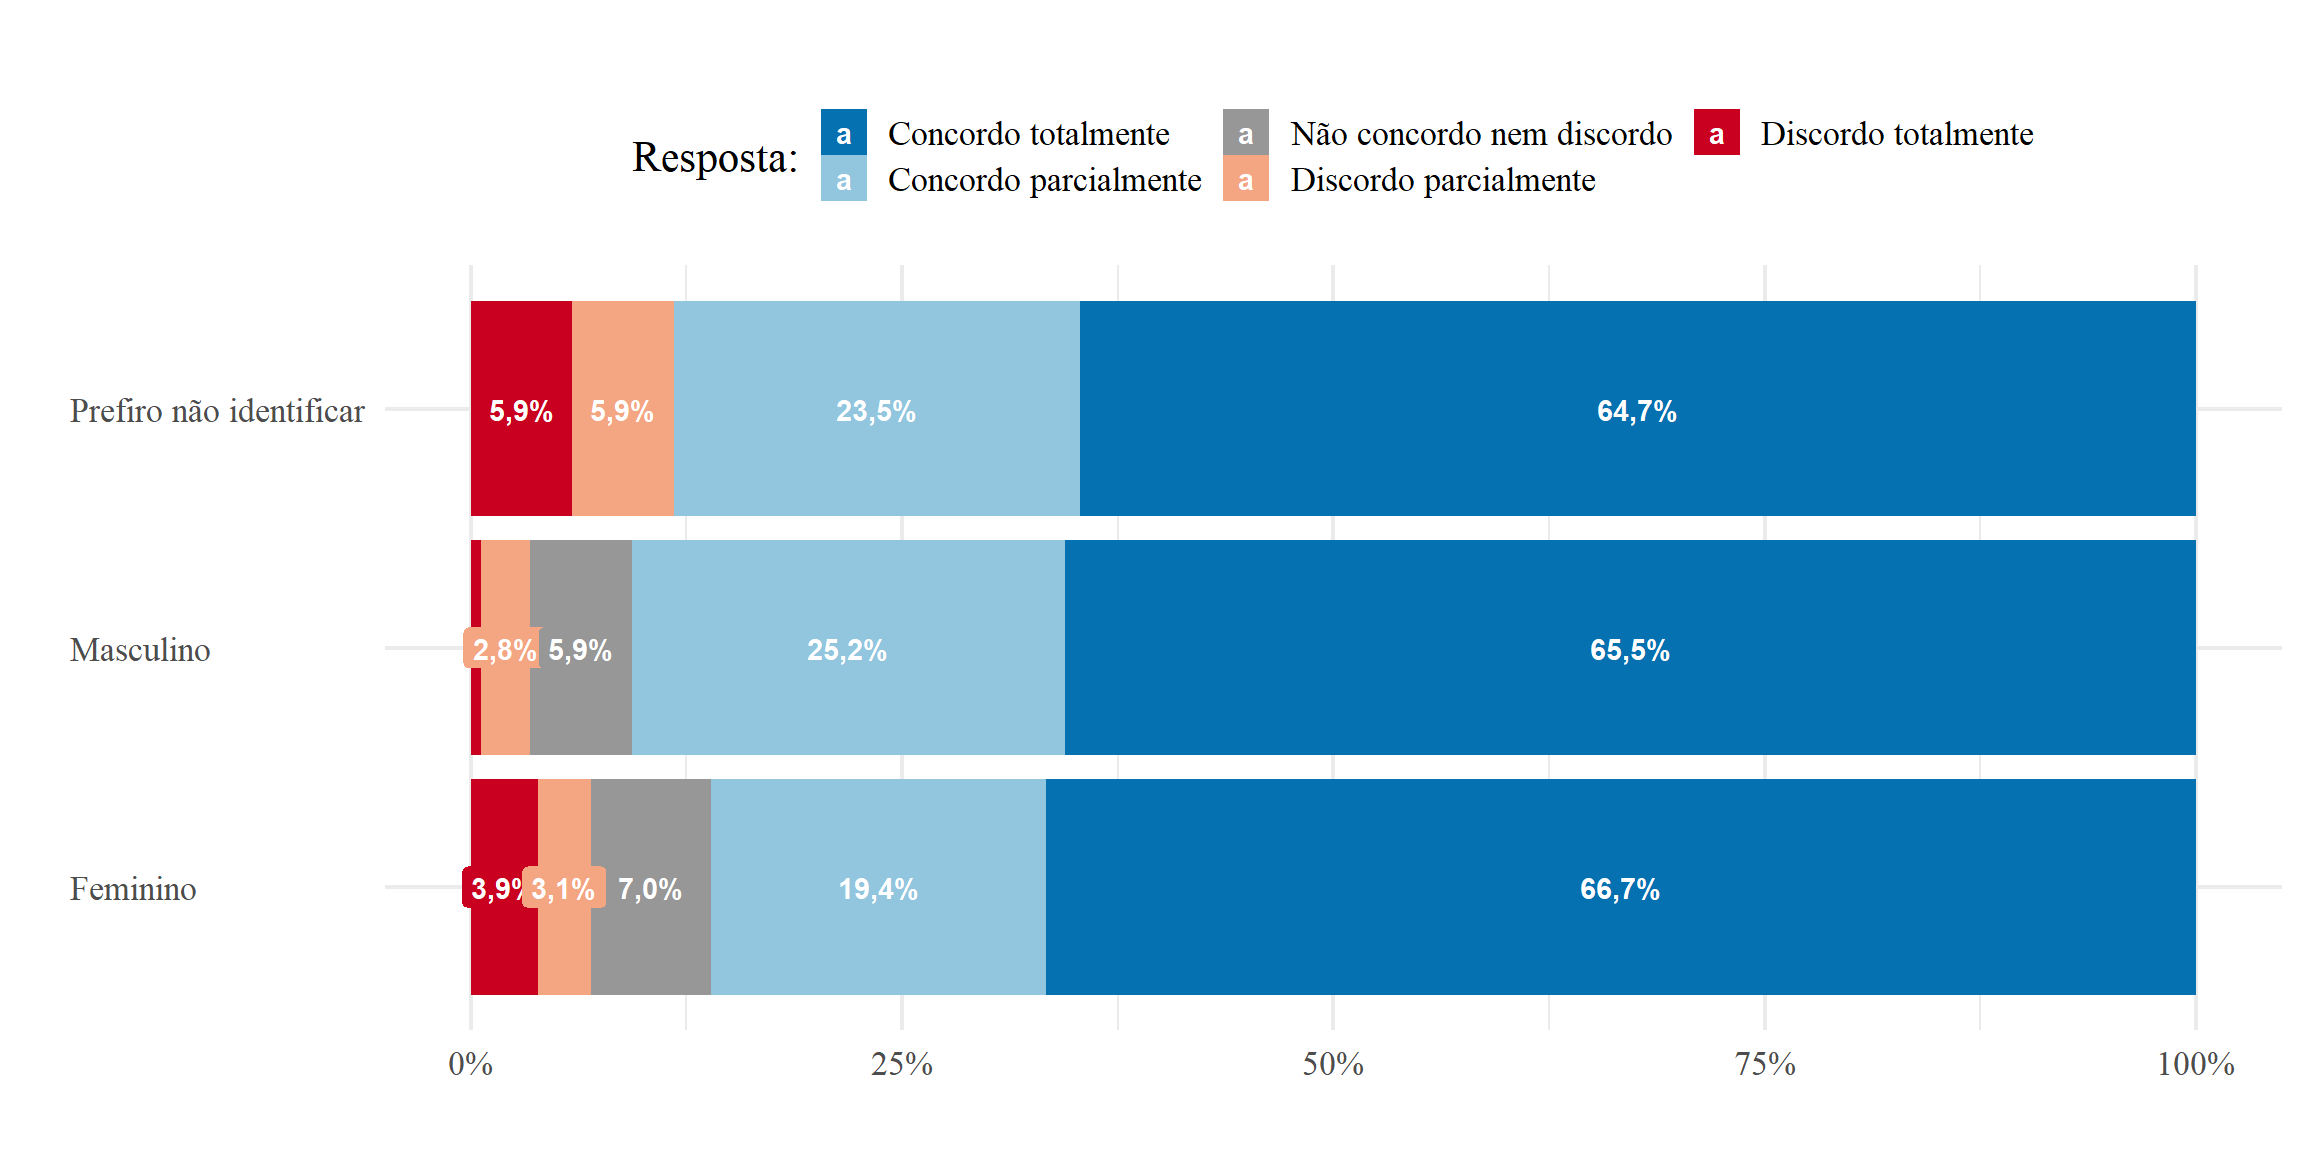 Resposta:
a Concordo totalmente
a Concordo parcialmente
a Não concordo nem discordo
a Discordo parcialmente
a Discordo totalmente
Prefiro não identificar
5,9% 5,9% 23,5% 64,7%
Masculino
2,8% 5,9% 25,2% 65,5%
Feminino
3,9% 3,1% 7,0% 19,4% 66,7%
0% 25% 50% 75% 100%